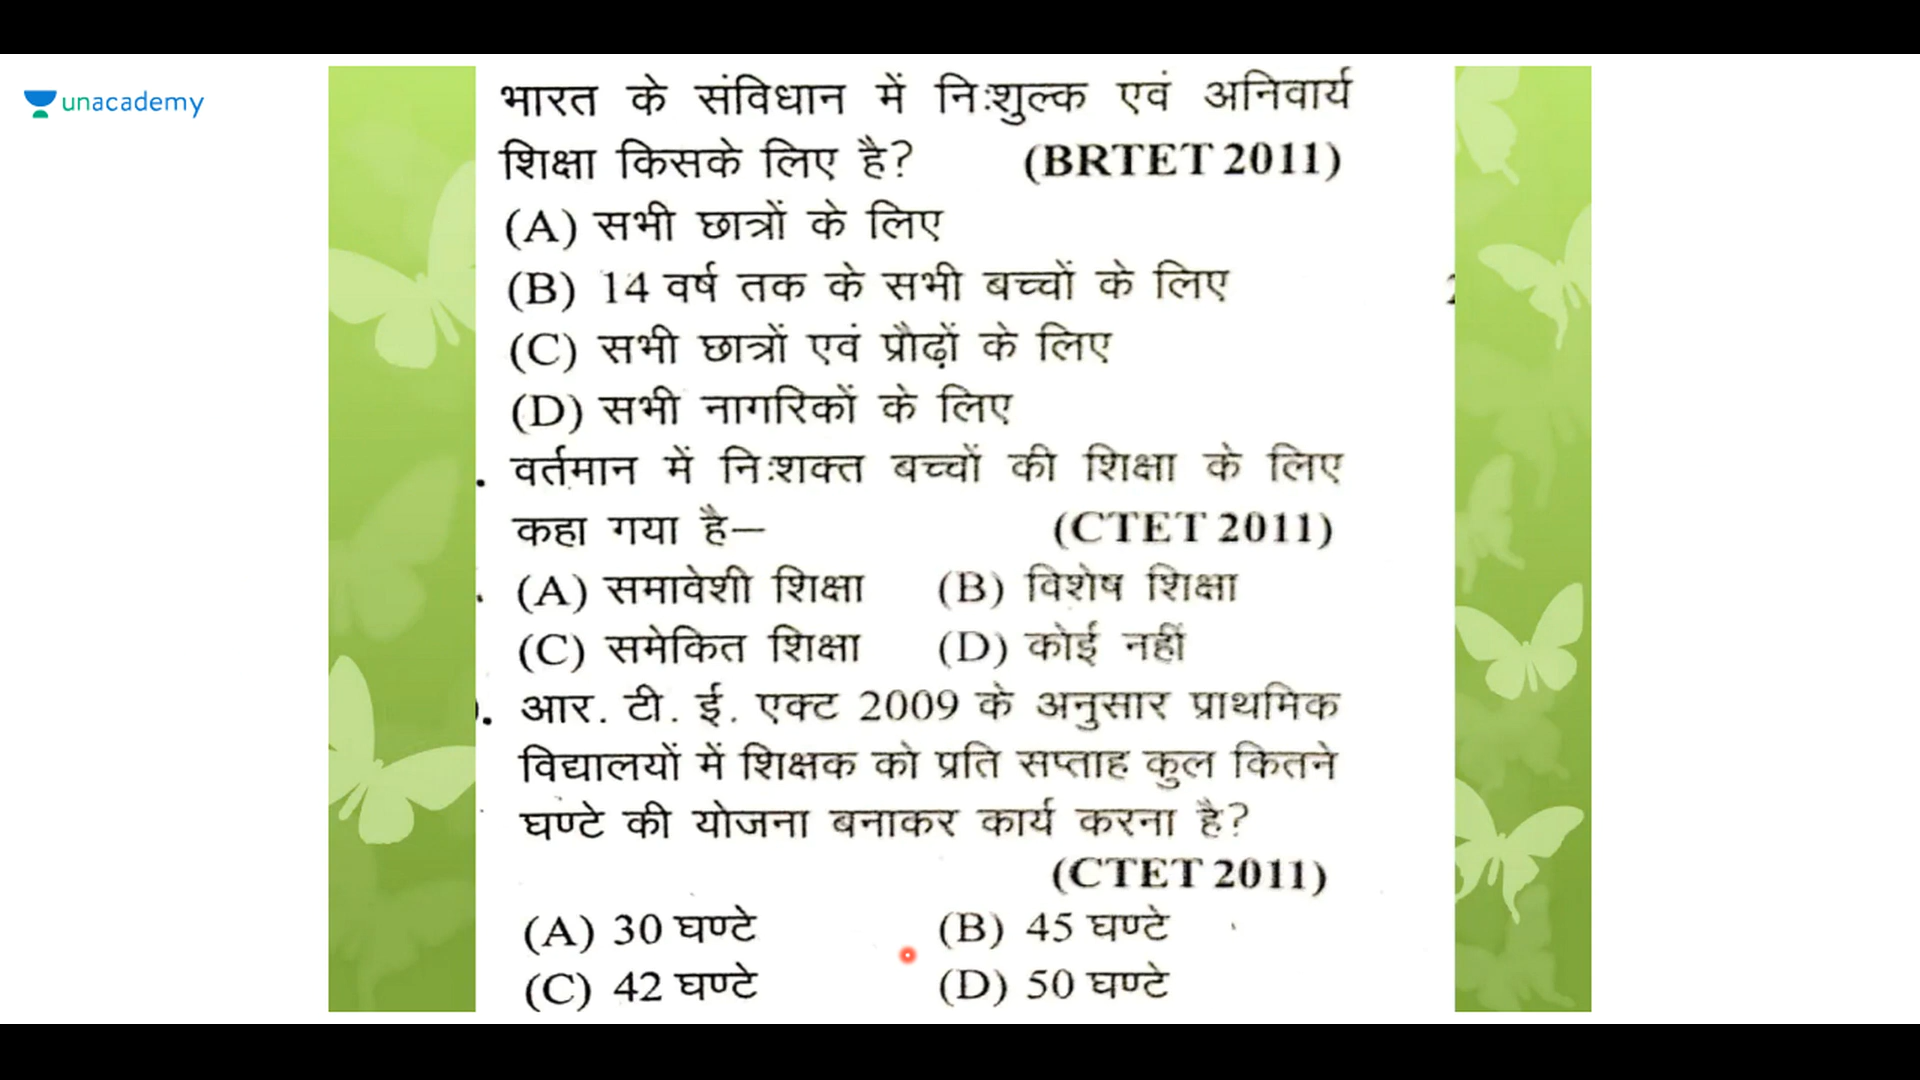 unacademy
भारत के संविधान में निःशुल्क एवं अनिवार्य
शिक्षा किसके लिए है? (BRTET 2011)
(A) सभी छात्रों के लिए
(B) 14 वर्ष तक के सभी बच्चों के लिए
(C) सभी छात्रों एवं प्रौढ़ों के लिए
(D) सभी नागरिकों के लिए
. वर्तमान में निःशक्त बच्चों की शिक्षा के लिए
कहा गया है– (CTET 2011)
(A) समावेशी शिक्षा (B) विशेष शिक्षा
(C) समेकित शिक्षा (D) कोई नहीं
. आर. टी. ई. एक्ट 2009 के अनुसार प्राथमिक
विद्यालयों में शिक्षक को प्रति सप्ताह कुल कितने
घण्टे की योजना बनाकर कार्य करना है?
(CTET 2011)
(A) 30 घण्टे (B) 45 घण्टे
(C) 42 घण्टे (D) 50 घण्टे